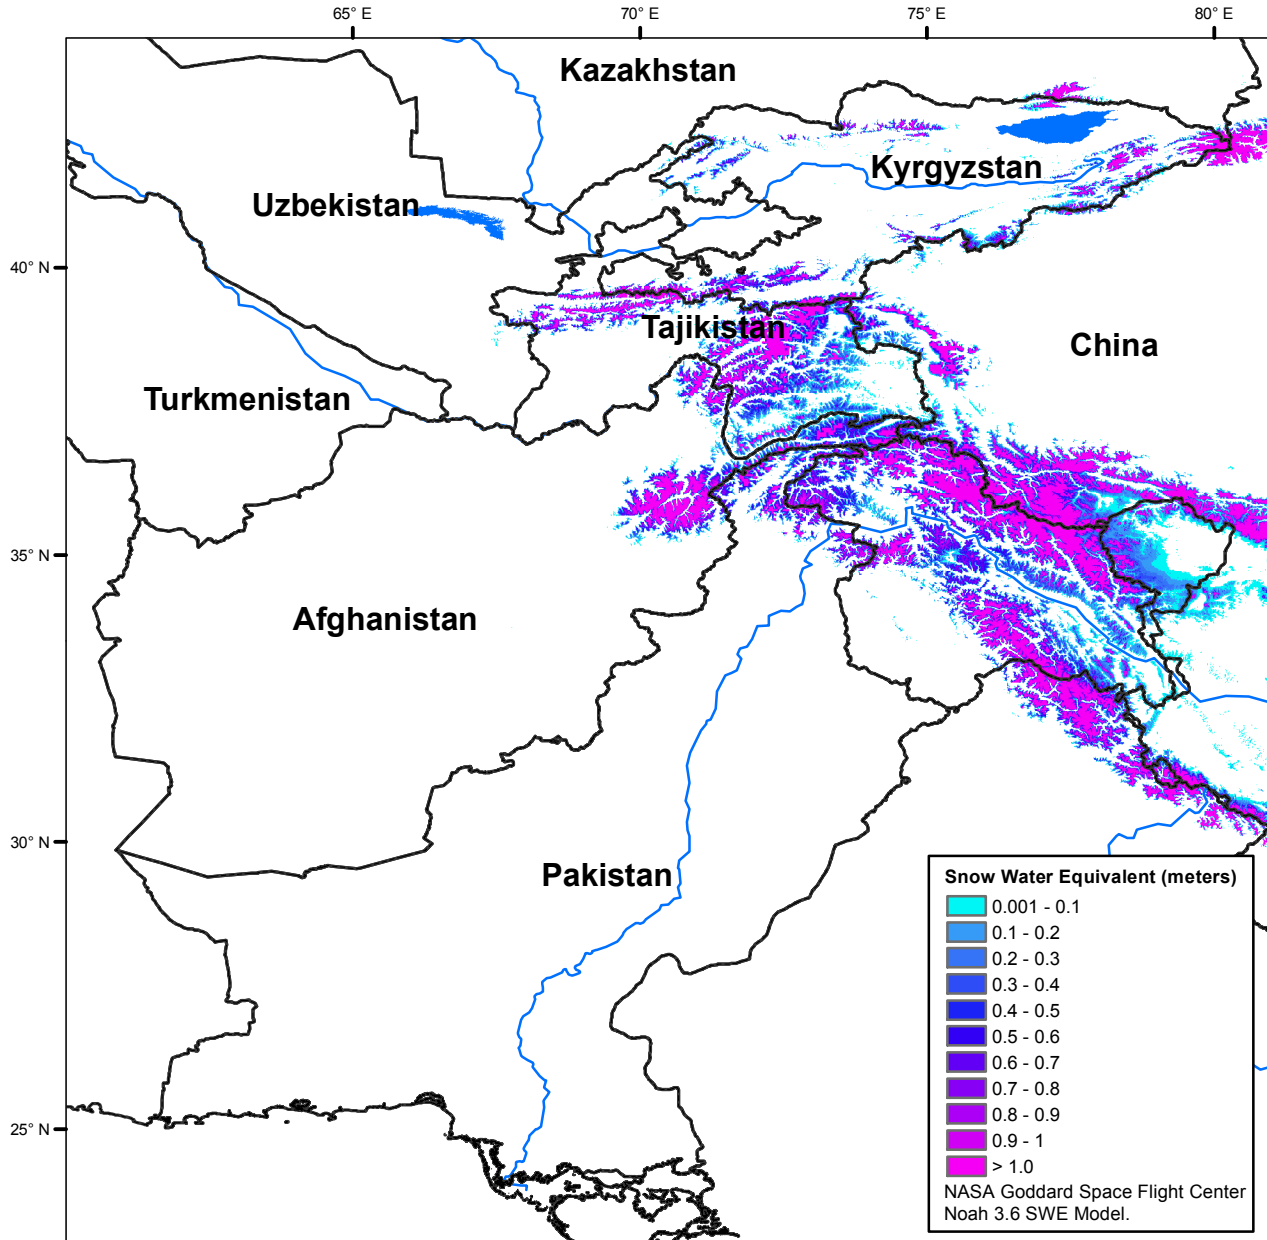 65° E
70° E
75° E
80° E
Kazakhstan
Kyrgyzstan
Uzbekistan
40° N
Tajikistan
China
Turkmenistan
35° N
Afghanistan
30° N
Pakistan
25° N
Snow Water Equivalent (meters)
0.001 - 0.1
0.1 - 0.2
0.2 - 0.3
0.3 - 0.4
0.4 - 0.5
0.5 - 0.6
0.6 - 0.7
0.7 - 0.8
0.8 - 0.9
0.9 - 1
> 1.0
NASA Goddard Space Flight Center
Noah 3.6 SWE Model.